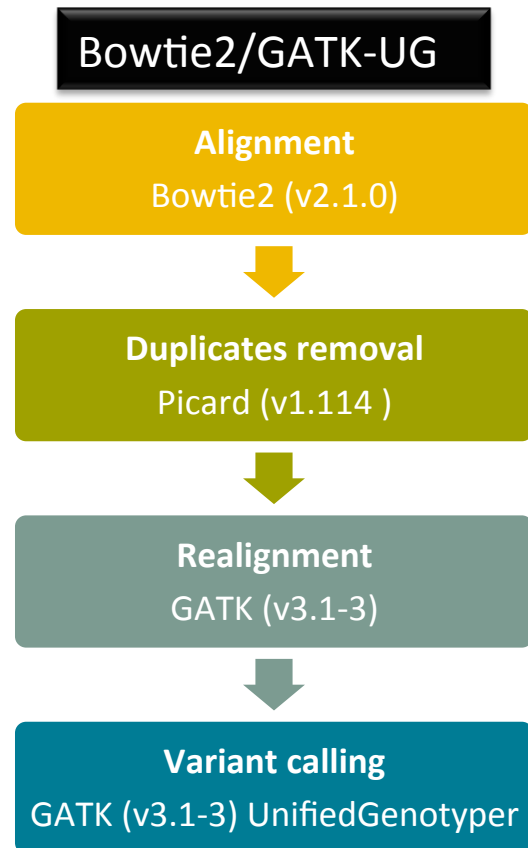 Bowtie2/GATK-UG
Alignment
Bowtie2 (v2.1.0)
Duplicates removal
Picard (v1.114 )
Realignment
GATK (v3.1-3)
Variant calling
GATK (v3.1-3) UnifiedGenotyper